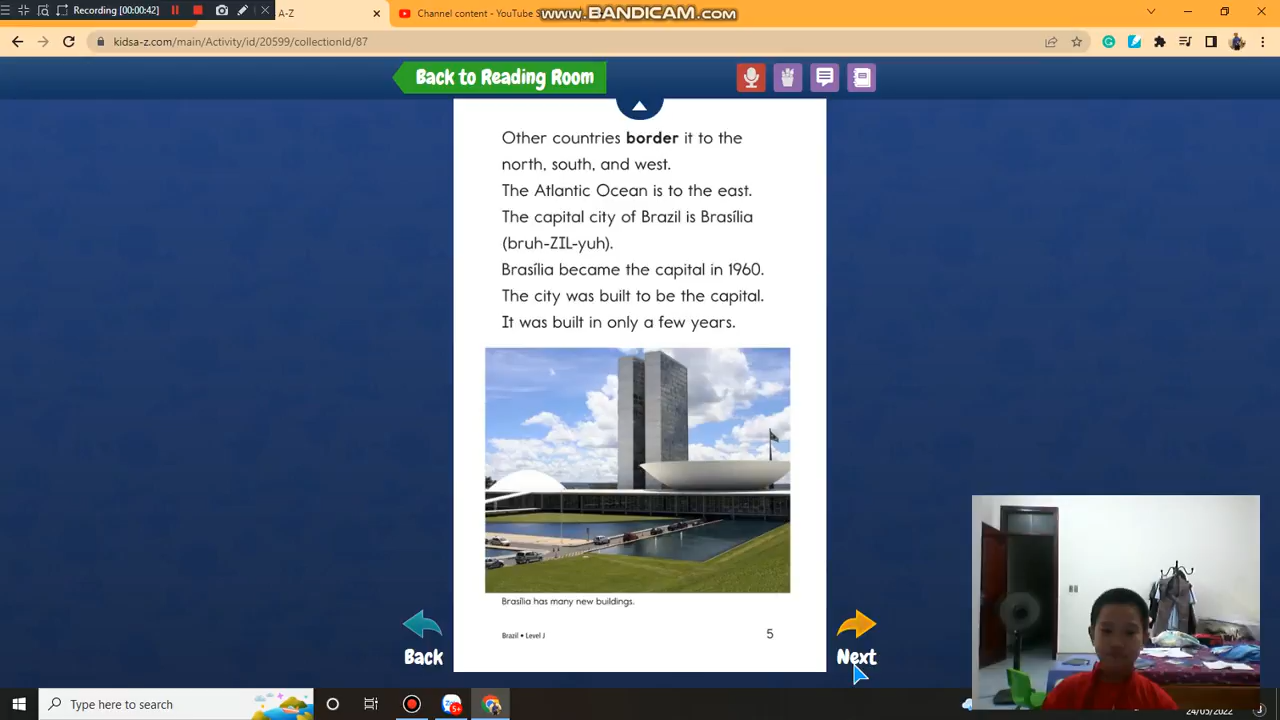 Recording [00:00:42]
A-Z
Channel content - YouTube S
www.BANDICAM.com
kidsa-z.com/main/Activity/id/20599/collectionId/87
Back to Reading Room
Other countries border it to the
north, south, and west.
The Atlantic Ocean is to the east.
The capital city of Brazil is Brasília
(bruh-ZIL-yuh).
Brasília became the capital in 1960.
The city was built to be the capital.
It was built in only a few years.
Brasília has many new buildings.
Brazil • Level J
5
Back
Next
Type here to search
5+
24/05/2022